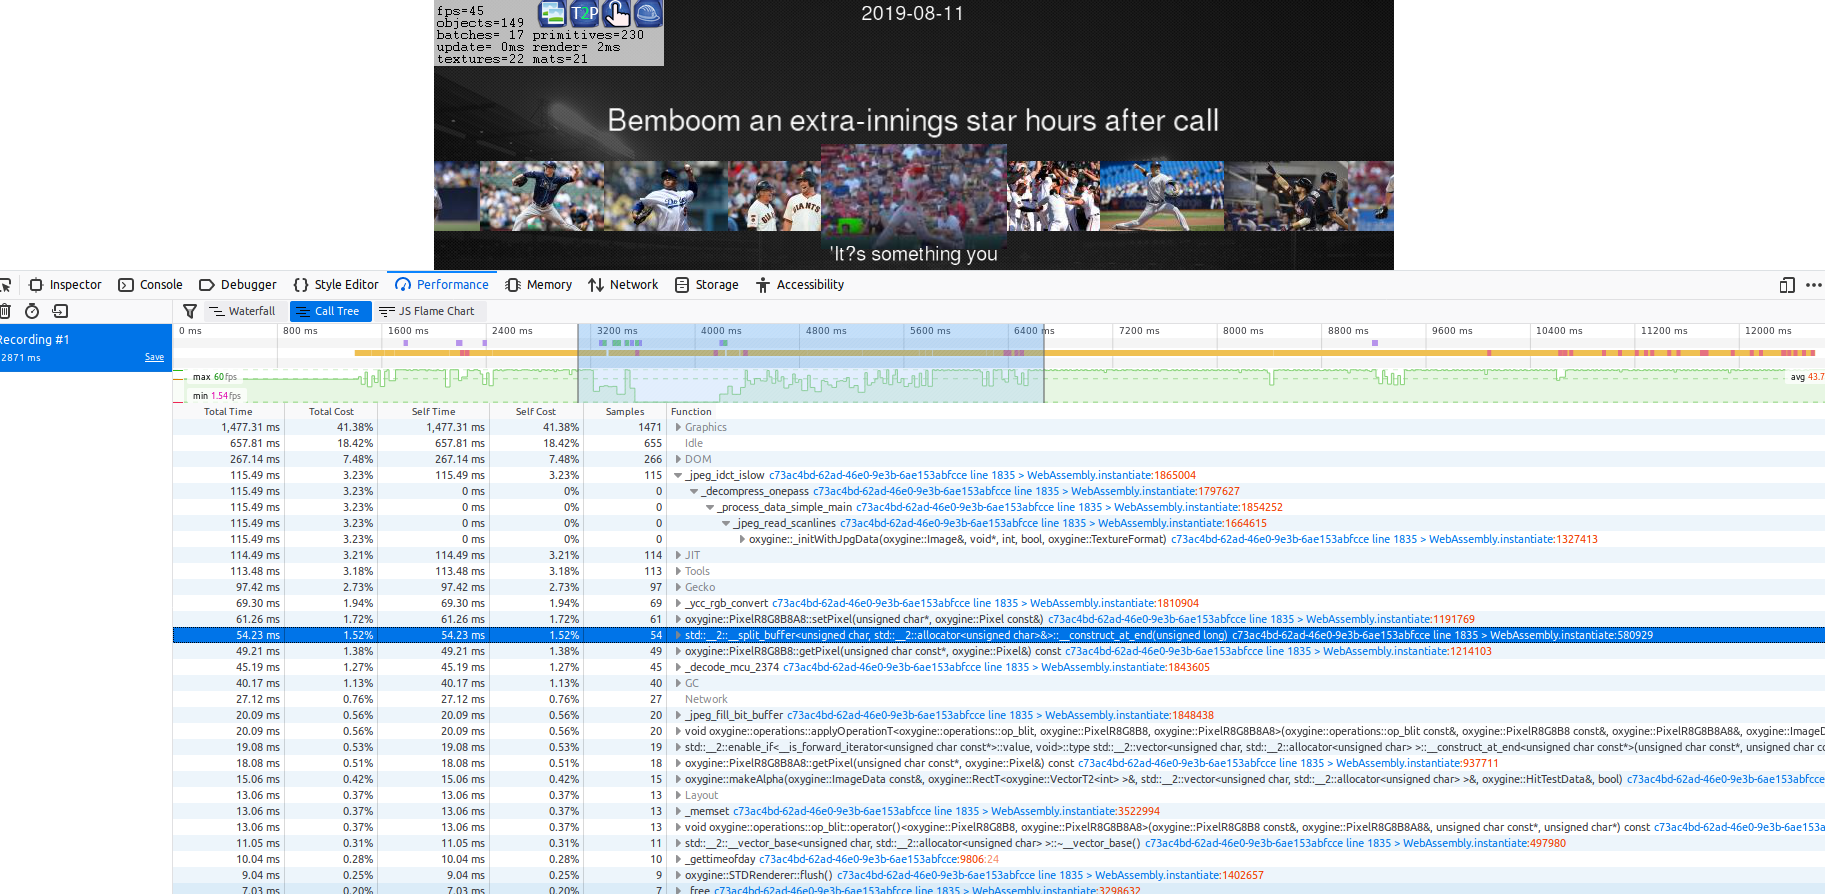 fps=45
objects=149
T2P
batches= 17 primitives=230
update= 0ms render= 2ms
textures=22 mats=21
2019-08-11
Bemboom an extra-innings star hours after call
'It?s something you
Inspector Console Debugger Style Editor Performance Memory Network Storage Accessibility
Waterfall Call Tree JS Flame Chart
Recording #1
2871 ms Save
0 ms 800 ms 1600 ms 2400 ms 3200 ms 4000 ms 4800 ms 5600 ms 6400 ms 7200 ms 8000 ms 8800 ms 9600 ms 10400 ms 11200 ms 12000 ms
max 60fps
avg 43.7
min 1.54fps
Total Time Total Cost Self Time Self Cost Samples Function
1,477.31 ms 41.38% 1,477.31 ms 41.38% 1471 Graphics
657.81 ms 18.42% 657.81 ms 18.42% 655 Idle
267.14 ms 7.48% 267.14 ms 7.48% 266 DOM
115.49 ms 3.23% 115.49 ms 3.23% 115 _jpeg_idct_islow c73ac4bd-62ad-46e0-9e3b-6ae153abfcce line 1835 > WebAssembly.instantiate:1865004
115.49 ms 3.23% 0 ms 0% 0 _decompress_onepass c73ac4bd-62ad-46e0-9e3b-6ae153abfcce line 1835 > WebAssembly.instantiate:1797627
115.49 ms 3.23% 0 ms 0% 0 _process_data_simple_main c73ac4bd-62ad-46e0-9e3b-6ae153abfcce line 1835 > WebAssembly.instantiate:1854252
115.49 ms 3.23% 0 ms 0% 0 _jpeg_read_scanlines c73ac4bd-62ad-46e0-9e3b-6ae153abfcce line 1835 > WebAssembly.instantiate:1664615
115.49 ms 3.23% 0 ms 0% 0 oxygine::_initWithJpgData(oxygine::Image&, void*, int, bool, oxygine::TextureFormat) c73ac4bd-62ad-46e0-9e3b-6ae153abfcce line 1835 > WebAssembly.instantiate:1327413
114.49 ms 3.21% 114.49 ms 3.21% 114 JIT
113.48 ms 3.18% 113.48 ms 3.18% 113 Tools
97.42 ms 2.73% 97.42 ms 2.73% 97 Gecko
69.30 ms 1.94% 69.30 ms 1.94% 69 _ycc_rgb_convert c73ac4bd-62ad-46e0-9e3b-6ae153abfcce line 1835 > WebAssembly.instantiate:1810904
61.26 ms 1.72% 61.26 ms 1.72% 61 oxygine::PixelR8G8B8A8::setPixel(unsigned char*, oxygine::Pixel const&) c73ac4bd-62ad-46e0-9e3b-6ae153abfcce line 1835 > WebAssembly.instantiate:1191769
54.23 ms 1.52% 54.23 ms 1.52% 54 std::__2::__split_buffer<unsigned char, std::__2::allocator<unsigned char>&>::__construct_at_end(unsigned long) c73ac4bd-62ad-46e0-9e3b-6ae153abfcce line 1835 > WebAssembly.instantiate:580929
49.21 ms 1.38% 49.21 ms 1.38% 49 oxygine::PixelR8G8B8::getPixel(unsigned char const*, oxygine::Pixel&) const c73ac4bd-62ad-46e0-9e3b-6ae153abfcce line 1835 > WebAssembly.instantiate:1214103
45.19 ms 1.27% 45.19 ms 1.27% 45 _decode_mcu_2374 c73ac4bd-62ad-46e0-9e3b-6ae153abfcce line 1835 > WebAssembly.instantiate:1843605
40.17 ms 1.13% 40.17 ms 1.13% 40 GC
27.12 ms 0.76% 27.12 ms 0.76% 27 Network
20.09 ms 0.56% 20.09 ms 0.56% 20 _jpeg_fill_bit_buffer c73ac4bd-62ad-46e0-9e3b-6ae153abfcce line 1835 > WebAssembly.instantiate:1848438
20.09 ms 0.56% 20.09 ms 0.56% 20 void oxygine::operations::applyOperationT<oxygine::operations::op_blit, oxygine::PixelR8G8B8, oxygine::PixelR8G8B8A8>(oxygine::operations::op_blit const&, oxygine::PixelR8G8B8 const&, oxygine::PixelR8G8B8A8&, oxygine::ImageD
19.08 ms 0.53% 19.08 ms 0.53% 19 std::__2::enable_if<__is_forward_iterator<unsigned char const*>::value, void>::type std::__2::vector<unsigned char, std::__2::allocator<unsigned char> >::__construct_at_end<unsigned char const*>(unsigned char const*, unsigned char co
18.08 ms 0.51% 18.08 ms 0.51% 18 oxygine::PixelR8G8B8A8::getPixel(unsigned char const*, oxygine::Pixel&) const c73ac4bd-62ad-46e0-9e3b-6ae153abfcce line 1835 > WebAssembly.instantiate:937711
15.06 ms 0.42% 15.06 ms 0.42% 15 oxygine::makeAlpha(oxygine::ImageData const&, oxygine::RectT<oxygine::VectorT2<int> >&, std::__2::vector<unsigned char, std::__2::allocator<unsigned char> >&, oxygine::HitTestData&, bool) c73ac4bd-62ad-46e0-9e3b-6ae153abfcce
13.06 ms 0.37% 13.06 ms 0.37% 13 Layout
13.06 ms 0.37% 13.06 ms 0.37% 13 _memset c73ac4bd-62ad-46e0-9e3b-6ae153abfcce line 1835 > WebAssembly.instantiate:3522994
13.06 ms 0.37% 13.06 ms 0.37% 13 void oxygine::operations::op_blit::operator()<oxygine::PixelR8G8B8, oxygine::PixelR8G8B8A8>(oxygine::PixelR8G8B8 const&, oxygine::PixelR8G8B8A8&, unsigned char const*, unsigned char*) const c73ac4bd-62ad-46e0-9e3b-6ae153a
11.05 ms 0.31% 11.05 ms 0.31% 11 std::__2::__vector_base<unsigned char, std::__2::allocator<unsigned char> >::~__vector_base() c73ac4bd-62ad-46e0-9e3b-6ae153abfcce line 1835 > WebAssembly.instantiate:497980
10.04 ms 0.28% 10.04 ms 0.28% 10 _gettimeofday c73ac4bd-62ad-46e0-9e3b-6ae153abfcce:9806:24
9.04 ms 0.25% 9.04 ms 0.25% 9 oxygine::STDRenderer::flush() c73ac4bd-62ad-46e0-9e3b-6ae153abfcce line 1835 > WebAssembly.instantiate:1402657
7.03 ms 0.20% 7.03 ms 0.20% 7 _free c73ac4bd-62ad-46e0-9e3b-6ae153abfcce line 1835 > WebAssembly.instantiate:3298632